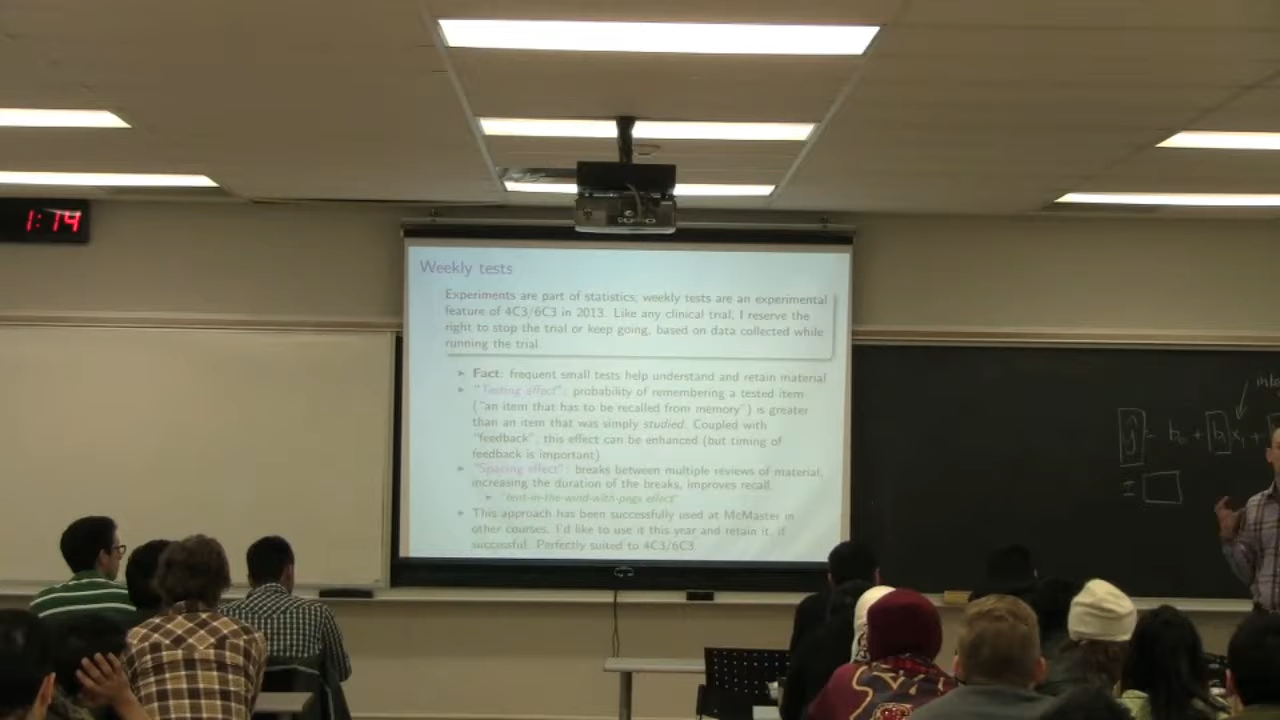 1:14
Weekly tests
Experiments are part of statistics; weekly tests are an experimental
feature of 4C3/6C3 in 2013. Like any clinical trial, I reserve the
right to stop the trial or keep going, based on data collected while
running the trial.
Fact: frequent small tests help understand and retain material
"Testing effect": probability of remembering a tested item
("an item that has to be recalled from memory") is greater
than an item that was simply studied. Coupled with
"feedback", this effect can be enhanced (but timing of
feedback is important)
"Spacing effect": breaks between multiple reviews of material,
increasing the duration of the breaks, improves recall.
"tent-in-the-wind-with-pegs effect"
This approach has been successfully used at McMaster in
other courses. I'd like to use it this year and retain it, if
successful. Perfectly suited to 4C3/6C3.
ŷ = b₀ + b₁ x₁ +
±